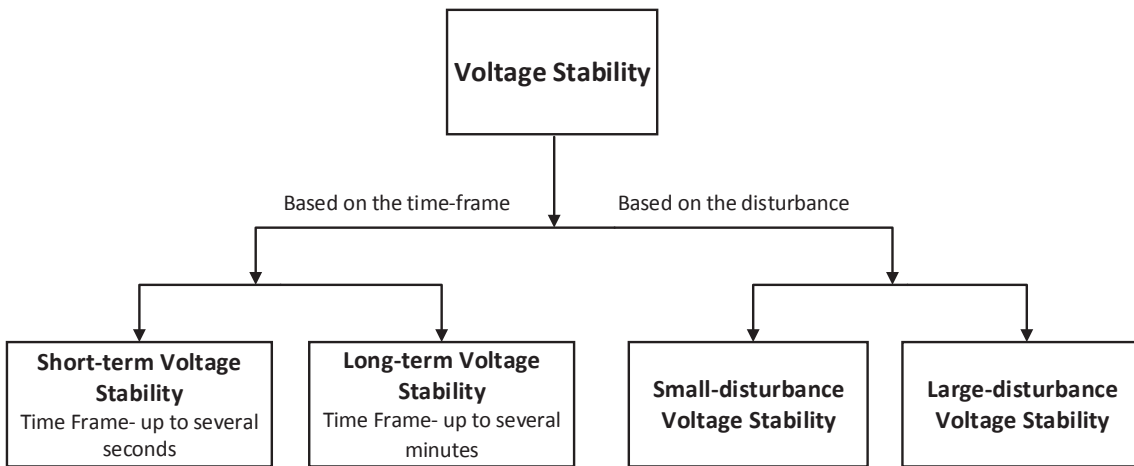 Voltage Stability
Based on the time-frame
Based on the disturbance
Short-term Voltage
Stability
Time Frame- up to several
seconds
Long-term Voltage
Stability
Time Frame- up to several
minutes
Small-disturbance
Voltage Stability
Large-disturbance
Voltage Stability